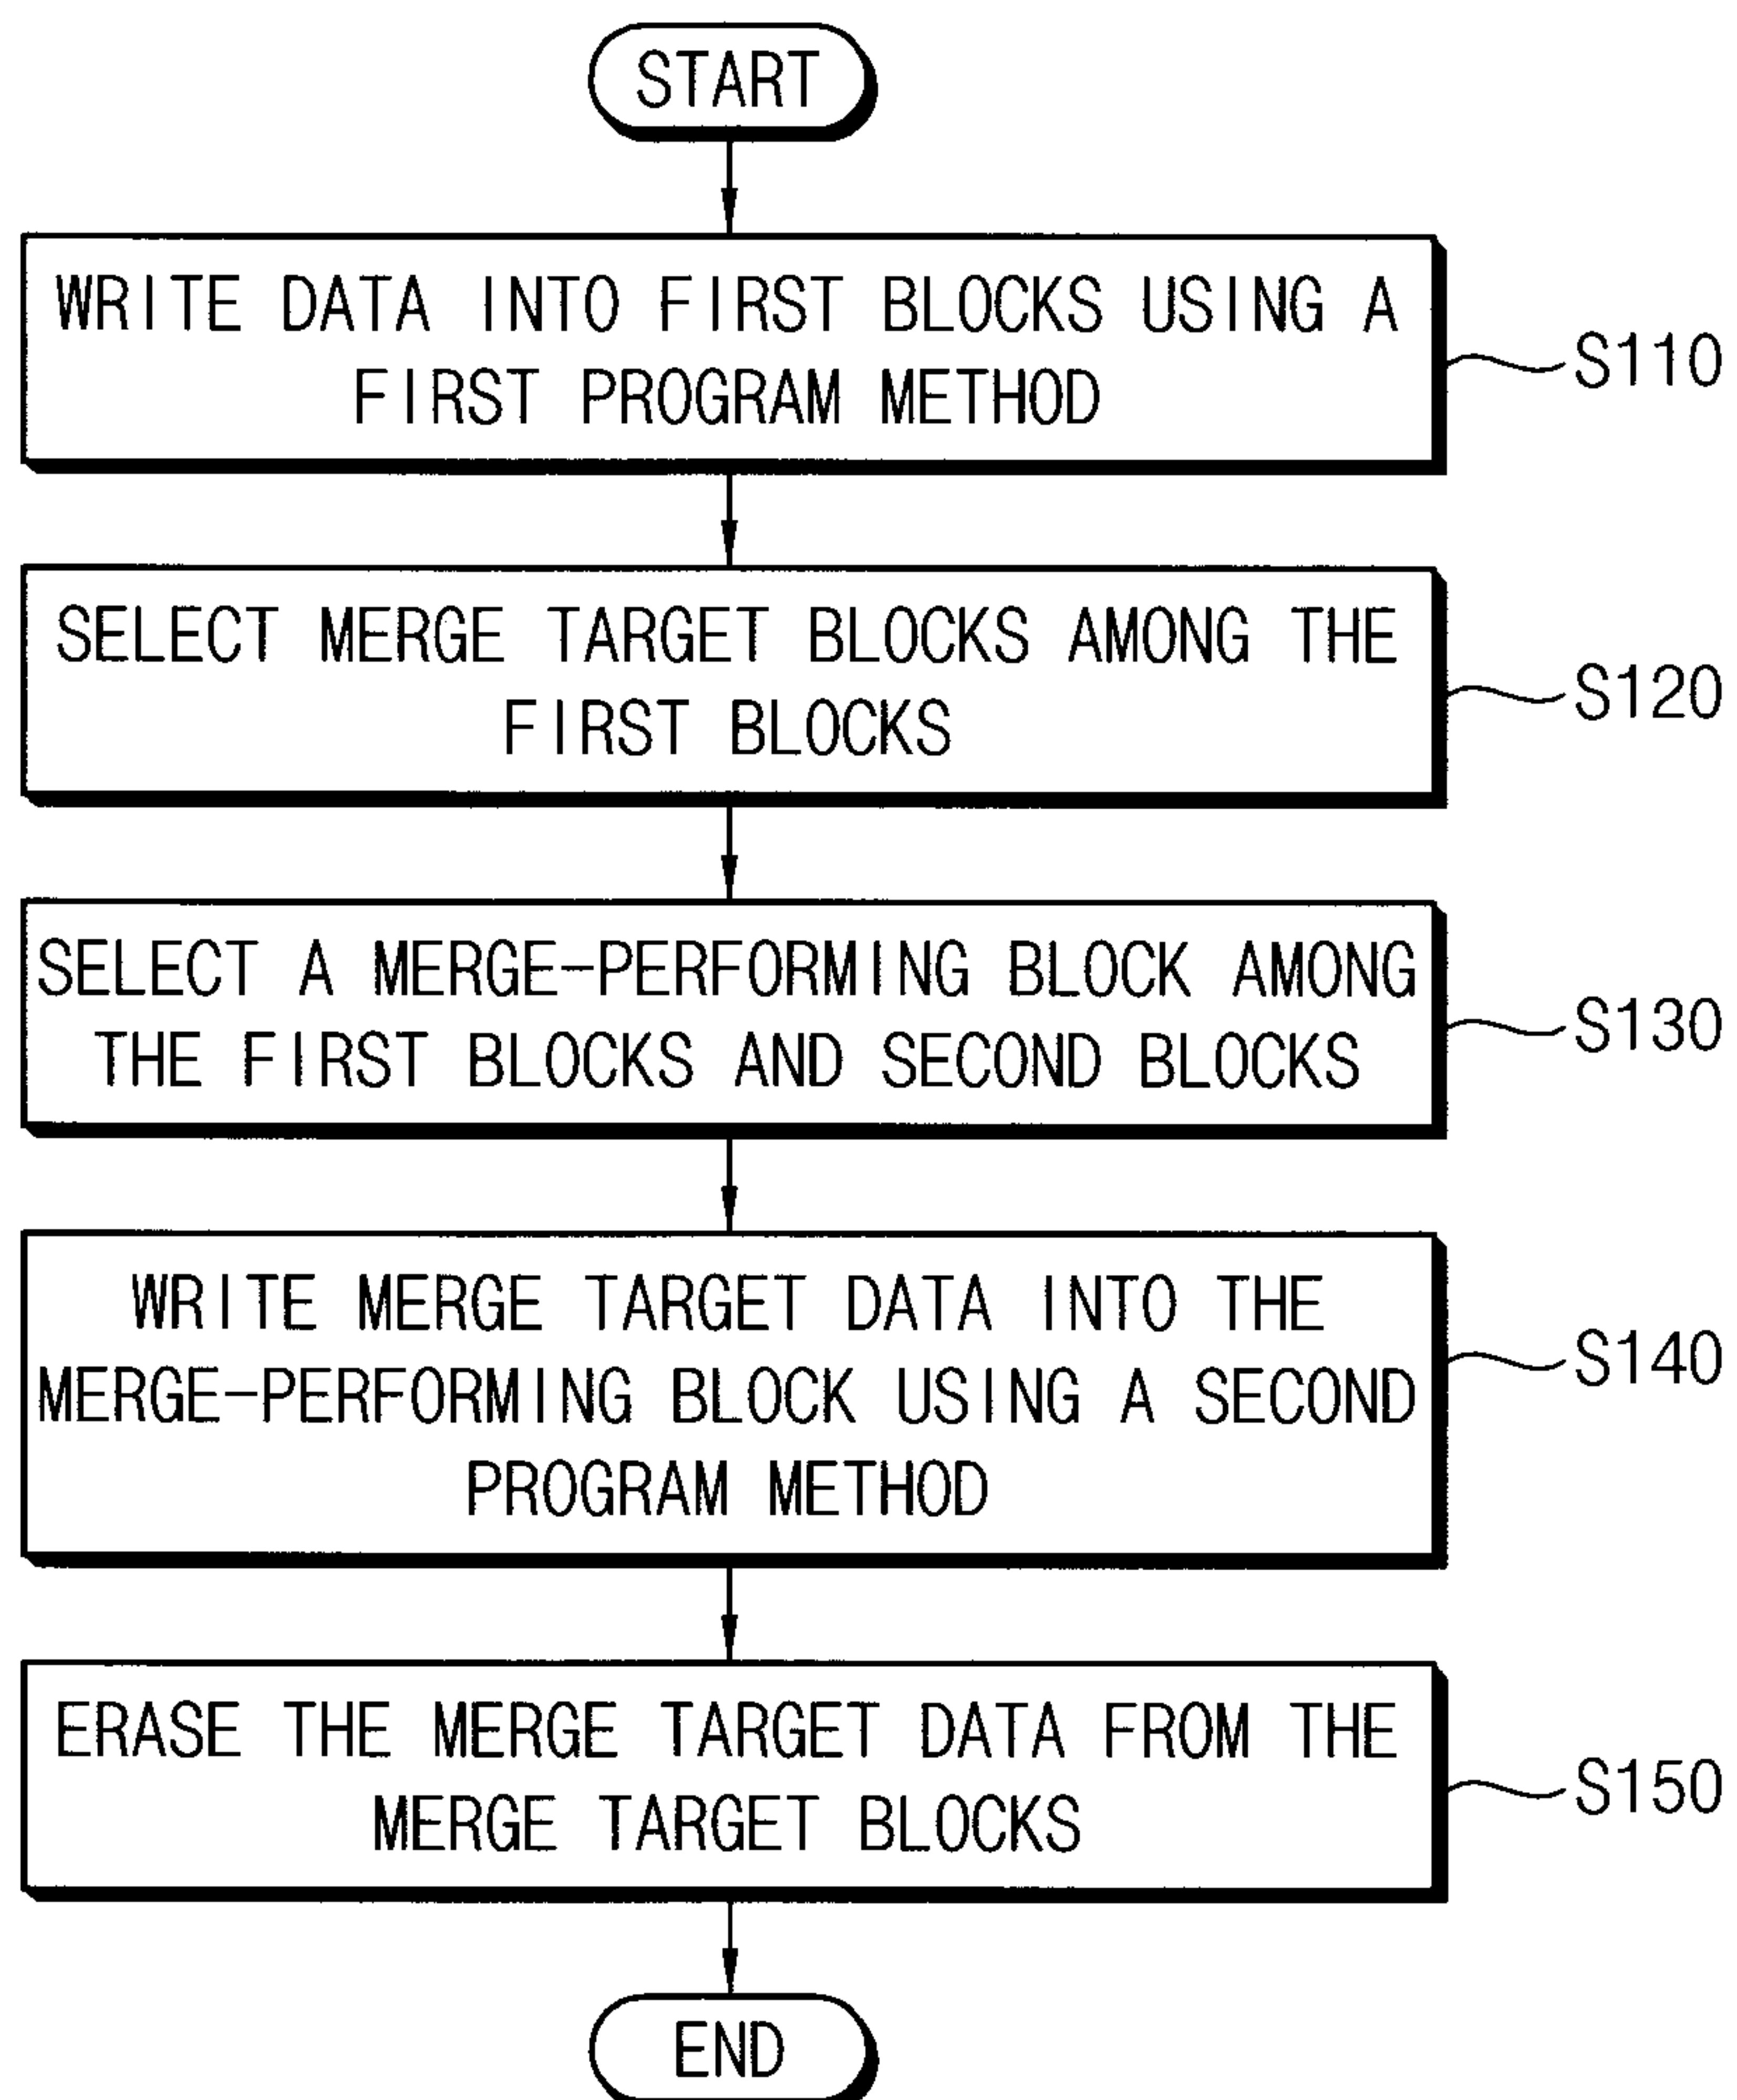 START
WRITE DATA INTO FIRST BLOCKS USING A
FIRST PROGRAM METHOD
S110
SELECT MERGE TARGET BLOCKS AMONG THE
FIRST BLOCKS
S120
SELECT A MERGE-PERFORMING BLOCK AMONG
THE FIRST BLOCKS AND SECOND BLOCKS
S130
WRITE MERGE TARGET DATA INTO THE
MERGE-PERFORMING BLOCK USING A SECOND
PROGRAM METHOD
S140
ERASE THE MERGE TARGET DATA FROM THE
MERGE TARGET BLOCKS
S150
END